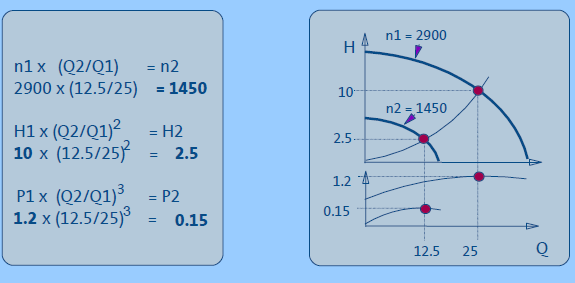 n1 x (Q2/Q1) = n2
2900 x (12.5/25) = 1450
H1 x (Q2/Q1)² = H2
10 x (12.5/25)² = 2.5
P1 x (Q2/Q1)³ = P2
1.2 x (12.5/25)³ = 0.15
n1 = 2900
H
10
n2 = 1450
2.5
1.2
0.15
12.5 25 Q